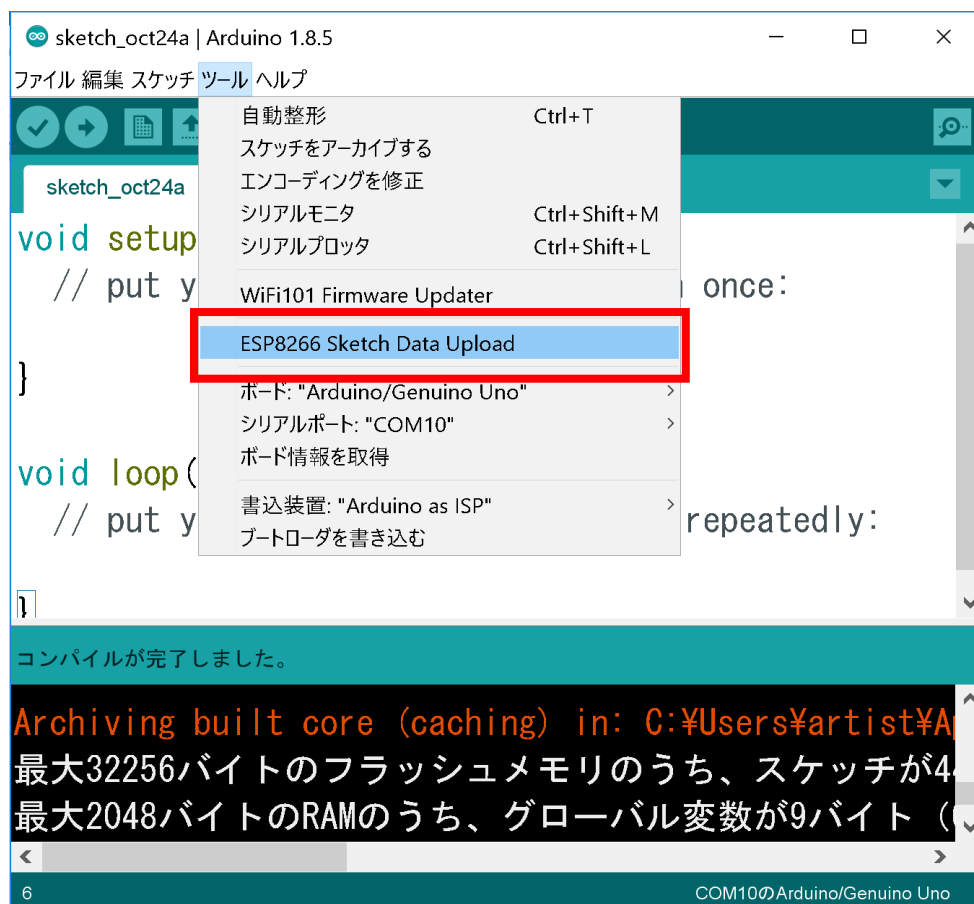 sketch_oct24a | Arduino 1.8.5
ファイル 編集 スケッチ ツール ヘルプ
自動整形 Ctrl+T
スケッチをアーカイブする
エンコーディングを修正
シリアルモニタ Ctrl+Shift+M
シリアルプロッタ Ctrl+Shift+L
WiFi101 Firmware Updater
ESP8266 Sketch Data Upload
ボード: "Arduino/Genuino Uno"
シリアルポート: "COM10"
ボード情報を取得
書込装置: "Arduino as ISP"
ブートローダを書き込む
sketch_oct24a
void setup
// put y
once:
}
void loop(
// put y
repeatedly:
}
コンパイルが完了しました。
Archiving built core (caching) in: C:¥Users¥artist¥A
最大32256バイトのフラッシュメモリのうち、スケッチが4
最大2048バイトのRAMのうち、グローバル変数が9バイト (
6
COM10のArduino/Genuino Uno